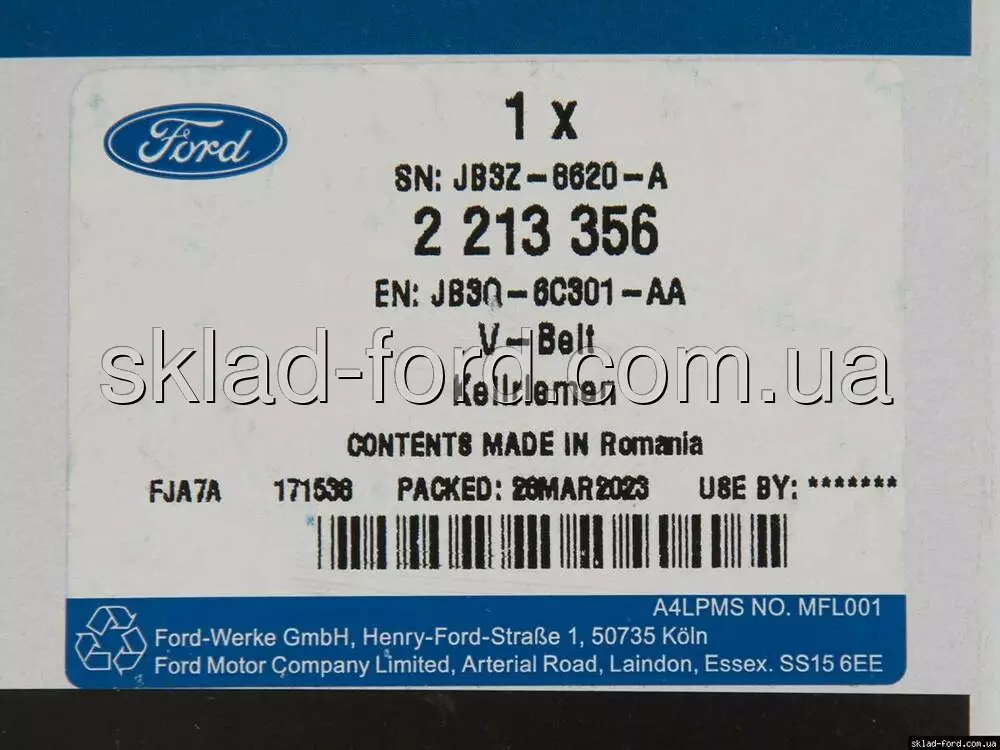 Ford
1 x
SN: JB3Z-6620-A
2 213 356
EN: JB3Q-6C301-AA
V-Belt
sklad-ford.com.ua
Keilriemen
CONTENTS MADE IN Romania
FJA7A 171536 PACKED: 26MAR2023 USE BY: *******
A4LPMS NO. MFL001
Ford-Werke GmbH, Henry-Ford-Straße 1, 50735 Köln
Ford Motor Company Limited, Arterial Road, Laindon, Essex. SS15 6EE
sklad-ford.com.ua